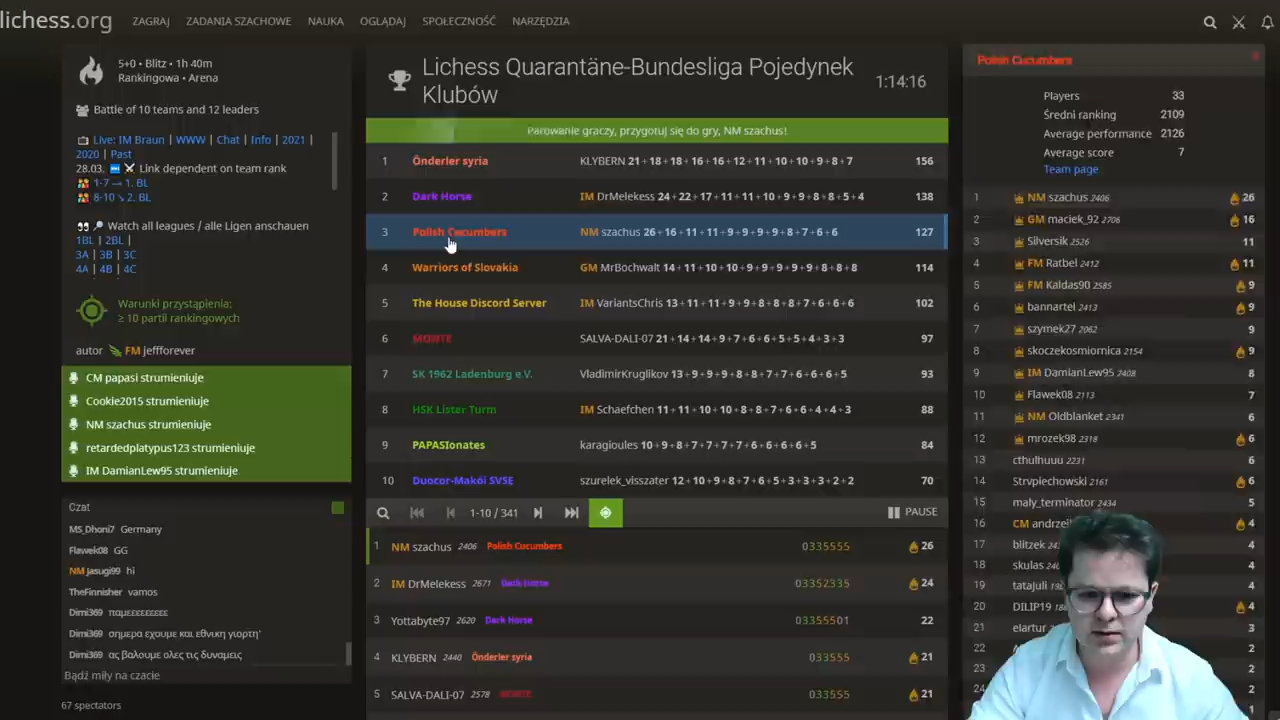 lichess.org ZAGRAJ ZADANIA SZACHOWE NAUKA OGLĄDAJ SPOŁECZNOŚĆ NARZĘDZIA
5+0 • Blitz • 1h 40m
Rankingowa • Arena
Battle of 10 teams and 12 leaders
Live: IM Braun | WWW | Chat | Info | 2021 |
2020 | Past
28.03. Link dependent on team rank
1-7 → 1. BL
8-10 ↘ 2. BL
Watch all leagues / alle Ligen anschauen
1BL | 2BL |
3A | 3B | 3C
4A | 4B | 4C
Warunki przystąpienia:
≥ 10 partii rankingowych
autor FM jeffforever
CM papasi strumieniuje
Cookie2015 strumieniuje
NM szachus strumieniuje
retardedplatypus123 strumieniuje
IM DamianLew95 strumieniuje
Czat
MS_Dhoni7 Germany
Flawek08 GG
NM Jasugi99 hi
TheFinnisher vamos
Dimi369 παμεεεεεεεε
Dimi369 σημερα εχουμε και εθνικη γιορτη'
Dimi369 ας βαλουμε ολες τις δυναμεις
Bądź miły na czacie
67 spectators
Lichess Quarantäne-Bundesliga Pojedynek
Klubów
1:14:16
Parowanie graczy, przygotuj się do gry, NM szachus!
1 Önderler syria KLYBERN 21+18+18+16+16+12+11+10+10+9+8+7 156
2 Dark Horse IM DrMelekess 24+22+17+11+11+10+9+9+8+8+5+4 138
3 Polish Cucumbers NM szachus 26+16+11+11+9+9+9+9+8+7+6+6 127
4 Warriors of Slovakia GM MrBochwalt 14+11+10+10+9+9+9+9+9+8+8+8 114
5 The House Discord Server IM VariantsChris 13+11+11+9+9+8+8+7+7+6+6+6 102
6 MONTE SALVA-DALI-07 21+14+14+9+7+6+6+5+5+4+3+3 97
7 SK 1962 Ladenburg e.V. VladimirKruglikov 13+9+9+9+8+8+7+7+6+6+6+5 93
8 HSK Lister Turm IM Schaefchen 11+11+10+10+8+8+7+6+6+4+4+3 88
9 PAPASIonates karagioules 10+9+8+7+7+7+7+6+6+6+6+5 84
10 Duocor-Makói SVSE szurelek_visszater 12+10+9+8+7+6+5+3+3+3+2+2 70
1-10 / 341 PAUSE
1 NM szachus 2406 Polish Cucumbers 0335555 26
2 IM DrMelekess 2671 Dark Horse 03352335 24
3 Yottabyte97 2620 Dark Horse 03355501 22
4 KLYBERN 2440 Önderler syria 033555 21
5 SALVA-DALI-07 2578 MONTE 033555 21
Polish Cucumbers
Players 33
Średni ranking 2109
Average performance 2126
Average score 7
Team page
1 NM szachus 2406 26
2 GM maciek_92 2706 16
3 Silversik 2526 11
4 FM Ratbel 2412 11
5 FM Kaldas90 2585 9
6 bannartel 2413 9
7 szymek27 2062 9
8 skoczekosmiornica 2154 9
9 IM DamianLew95 2408 8
10 Flawek08 2113 7
11 NM Oldblanket 2341 6
12 mrozek98 2318 6
13 cthulhuuu 2231 6
14 Strvpiechowski 2161 6
15 maly_terminator 2434 5
16 CM 4
17 blitzek 4
18 skulas 4
19 tatajuli 4
20 DILIP19 4
21 elartur 3
22 2
23 2
24 2
1